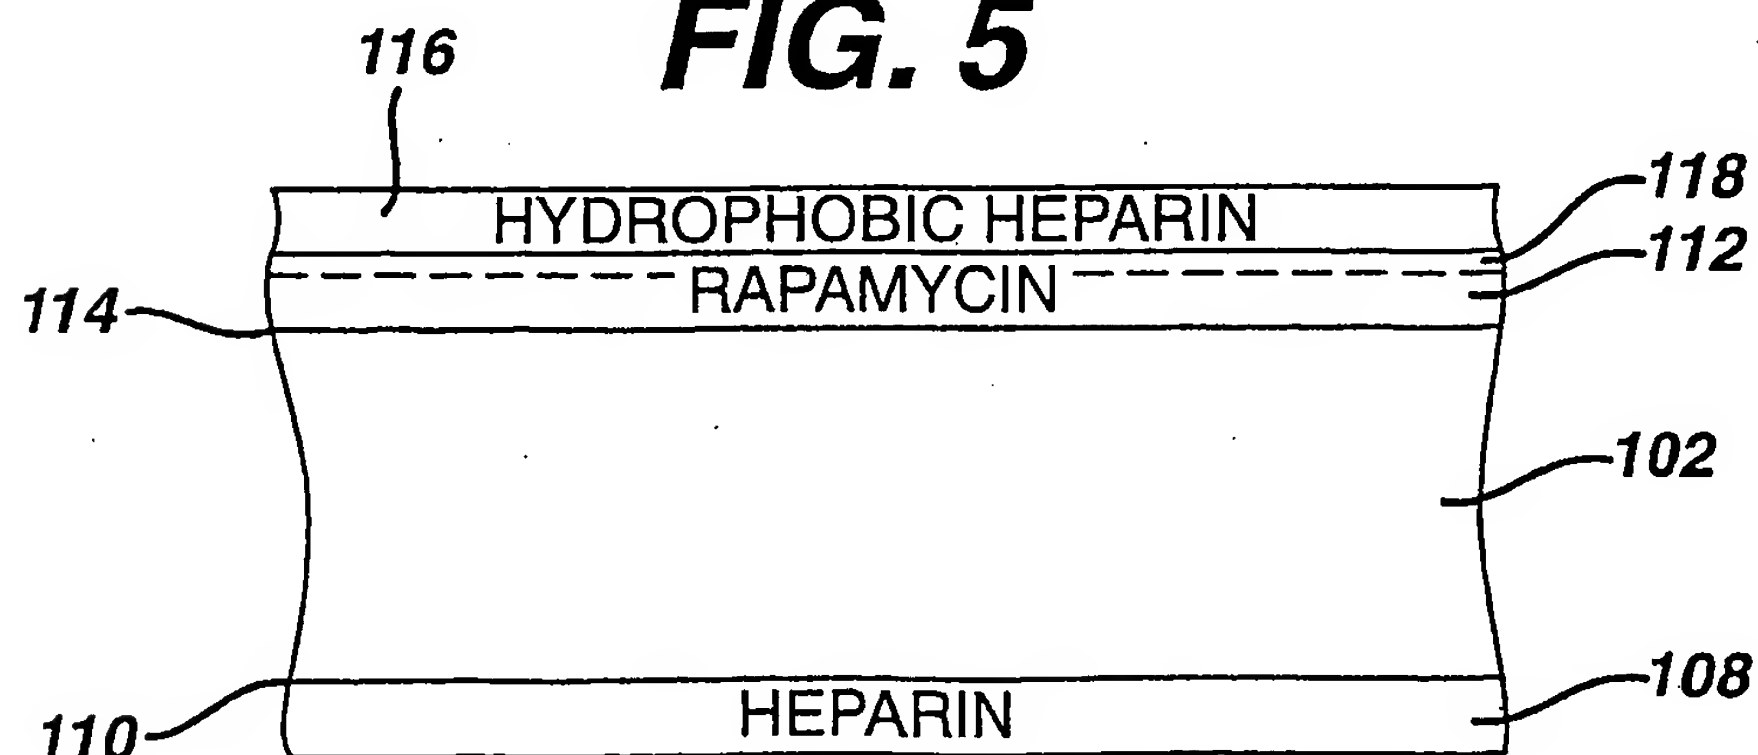 FIG. 5
116
118
HYDROPHOBIC HEPARIN
112
RAPAMYCIN
114
102
108
HEPARIN
110